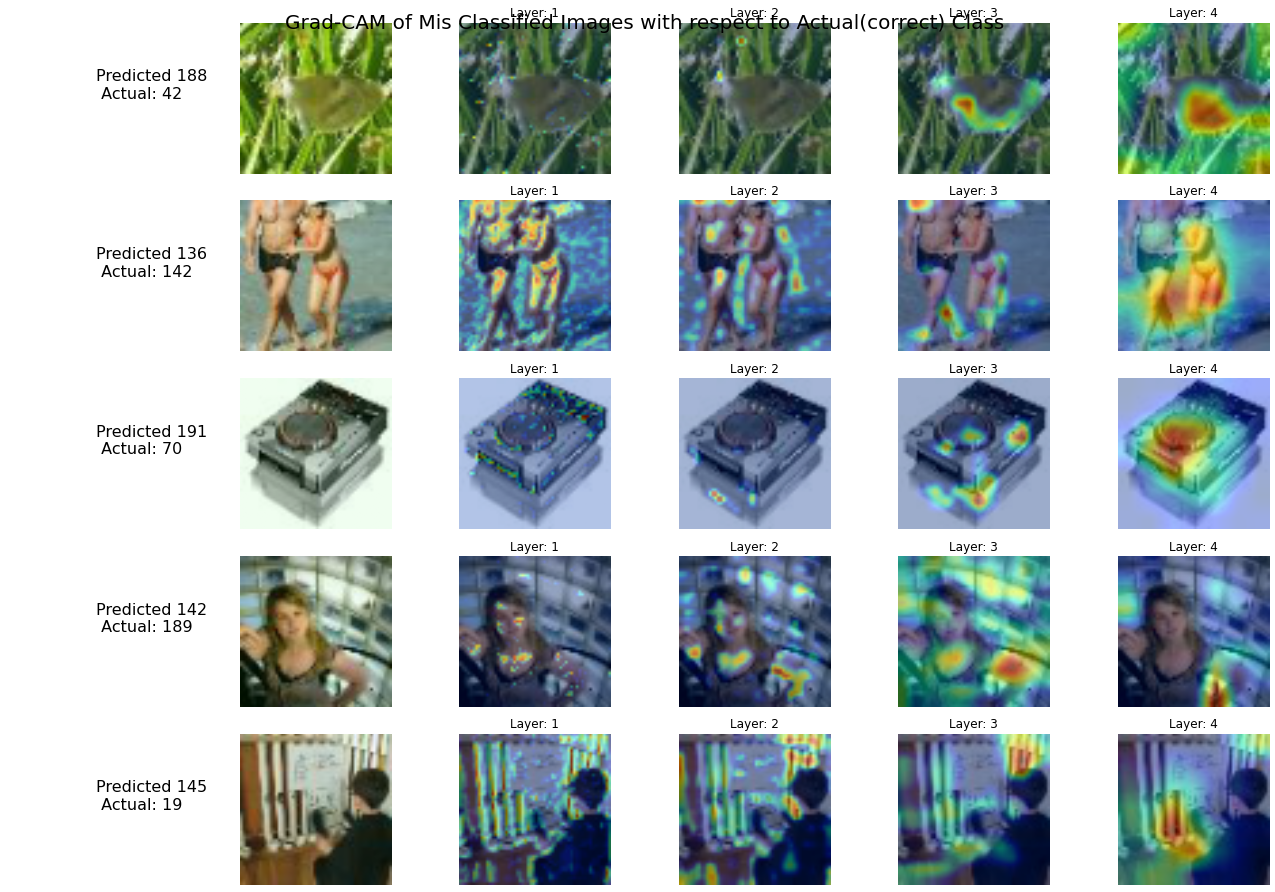 Grad-CAM of Mis Classified Images with respect to Actual(correct) Class
Layer: 1
Layer: 2
Layer: 3
Layer: 4
Predicted 188
Actual: 42
Layer: 1
Layer: 2
Layer: 3
Layer: 4
Predicted 136
Actual: 142
Layer: 1
Layer: 2
Layer: 3
Layer: 4
Predicted 191
Actual: 70
Layer: 1
Layer: 2
Layer: 3
Layer: 4
Predicted 142
Actual: 189
Layer: 1
Layer: 2
Layer: 3
Layer: 4
Predicted 145
Actual: 19